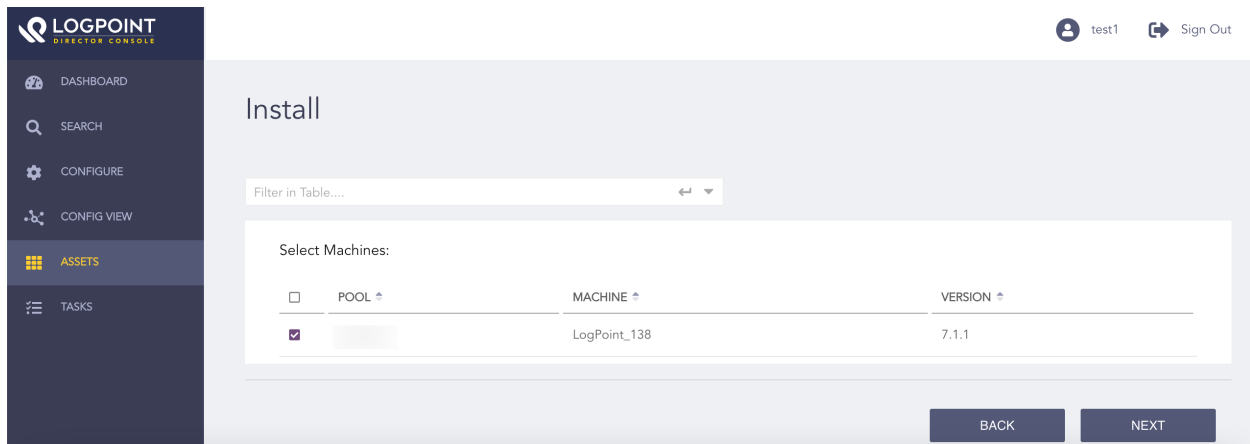 LOGPOINT
DIRECTOR CONSOLE
test1 Sign Out
DASHBOARD
SEARCH
CONFIGURE
CONFIG VIEW
ASSETS
TASKS
Install
Filter in Table....
Select Machines:
POOL MACHINE VERSION
LogPoint_138 7.1.1
BACK NEXT